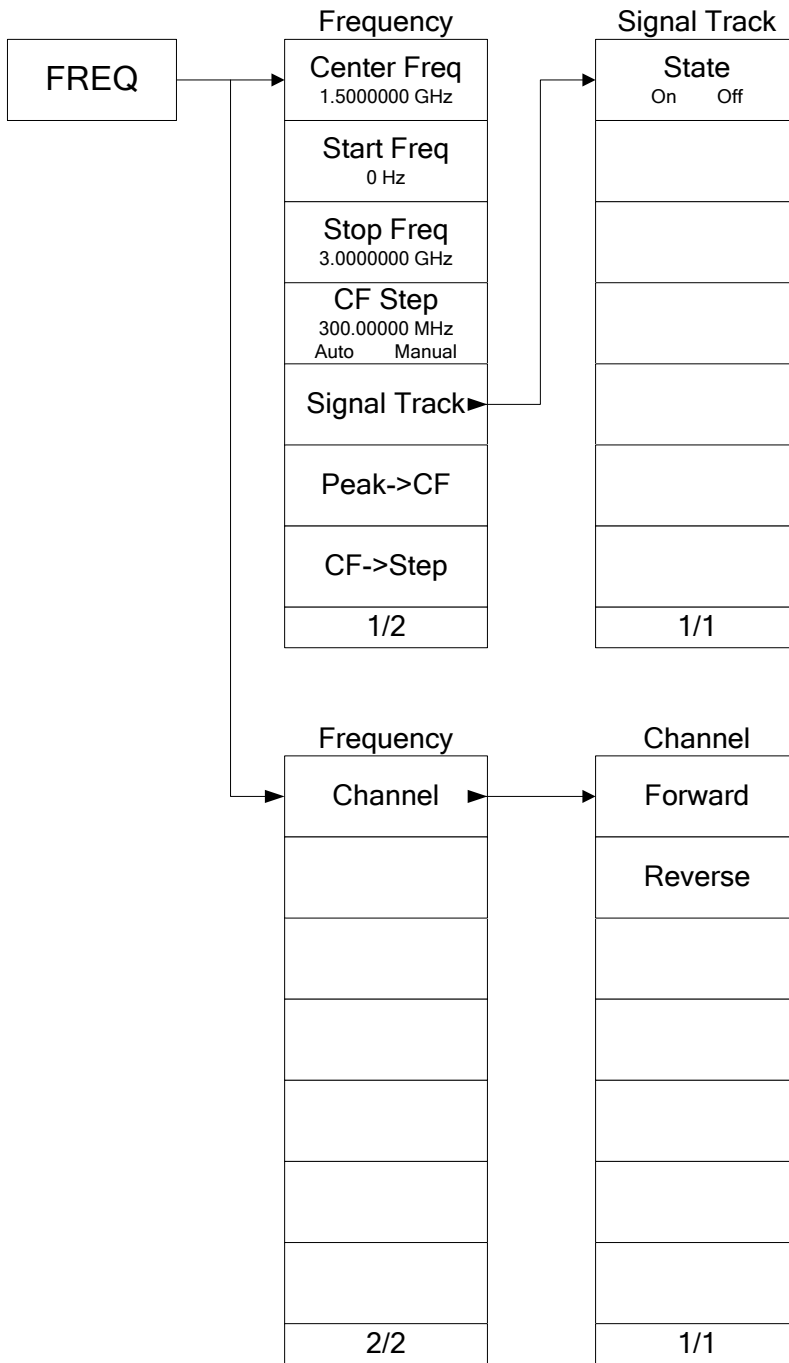 FREQ
Frequency
Center Freq
1.5000000 GHz
Start Freq
0 Hz
Stop Freq
3.0000000 GHz
CF Step
300.00000 MHz
Auto Manual
Signal Track
Peak->CF
CF->Step
1/2
Signal Track
State
On Off
1/1
Frequency
Channel
2/2
Channel
Forward
Reverse
1/1